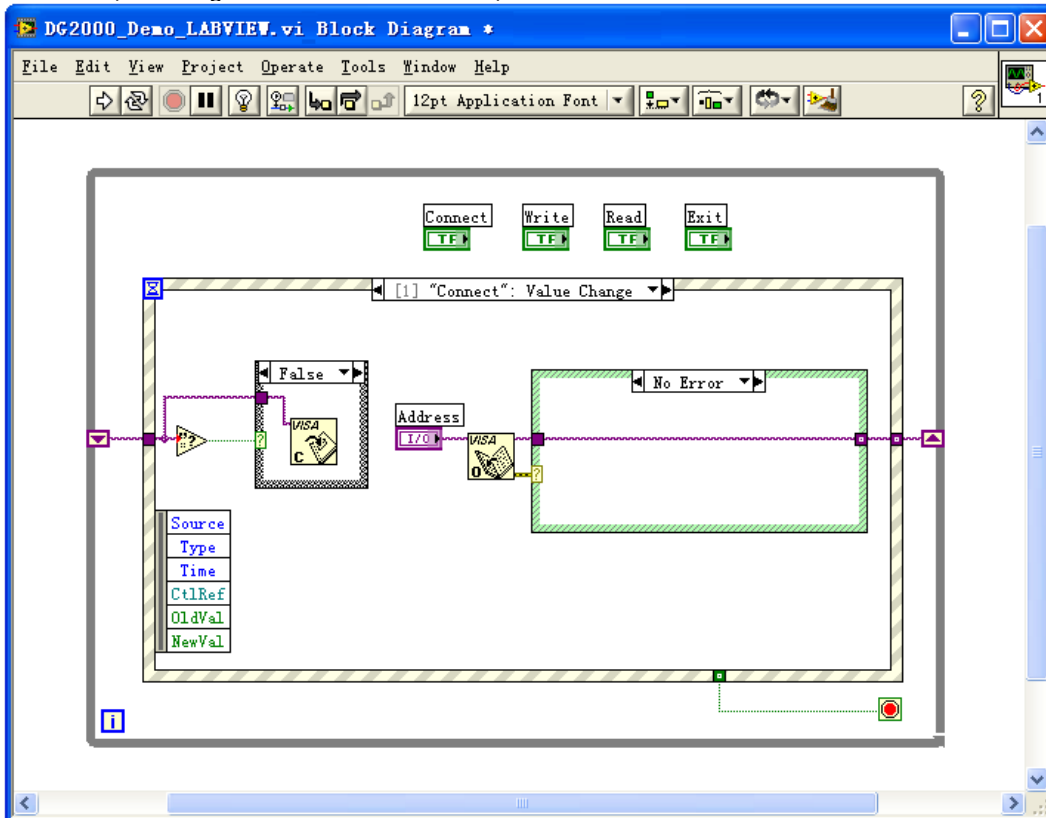 DG2000_Demo_LABVIEW.vi Block Diagram *
File Edit View Project Operate Tools Window Help
12pt Application Font
1
Connect Write Read Exit
TF TF TF TF
[1] "Connect": Value Change
False
No Error
Address
I/O
VISA
C
VISA
O
?
?
?
Source
Type
Time
CtlRef
OldVal
NewVal
i